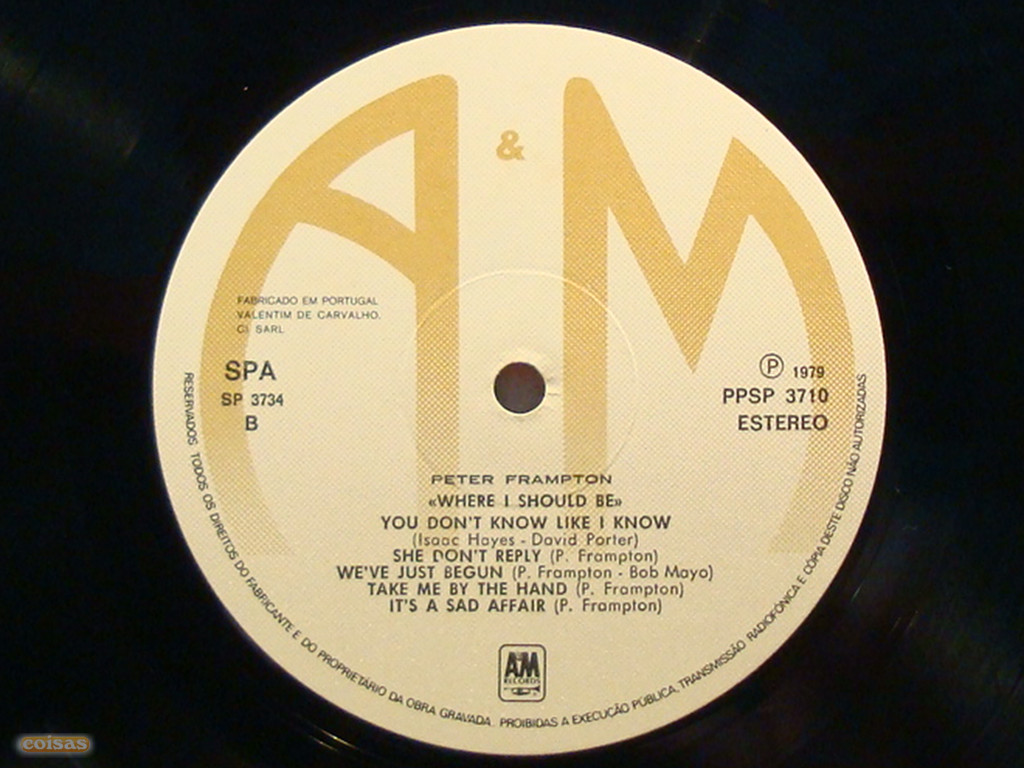 A & M
FABRICADO EM PORTUGAL
VALENTIM DE CARVALHO,
CI SARL
SPA
SP 3734
B
Ⓟ 1979
PPSP 3710
ESTEREO
PETER FRAMPTON
«WHERE I SHOULD BE»
YOU DON'T KNOW LIKE I KNOW
(Isaac Hayes - David Porter)
SHE DON'T REPLY (P. Frampton)
WE'VE JUST BEGUN (P. Frampton - Bob Mayo)
TAKE ME BY THE HAND (P. Frampton)
IT'S A SAD AFFAIR (P. Frampton)
AM
RECORDS
RESERVADOS TODOS OS DIREITOS DO FABRICANTE E DO PROPRIETÁRIO DA OBRA GRAVADA. PROIBIDAS A EXECUÇÃO PÚBLICA, TRANSMISSÃO RADIOFÓNICA E CÓPIA DESTE DISCO NÃO AUTORIZADAS
coisas